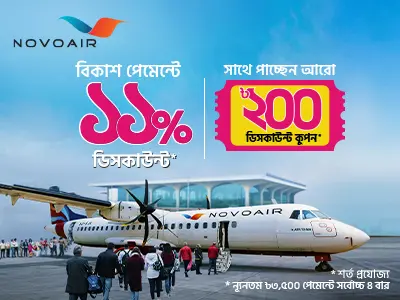 NOVOAIR
বিকাশ পেমেন্টে
১১%
ডিসকাউন্ট*
সাথে পাচ্ছেন আরো
৳২০০
ডিসকাউন্ট কুপন*
NOVOAIR
* শর্ত প্রযোজ্য
* ন্যূনতম ৳৩,৫০০ পেমেন্টে সর্বোচ্চ ৪ বার